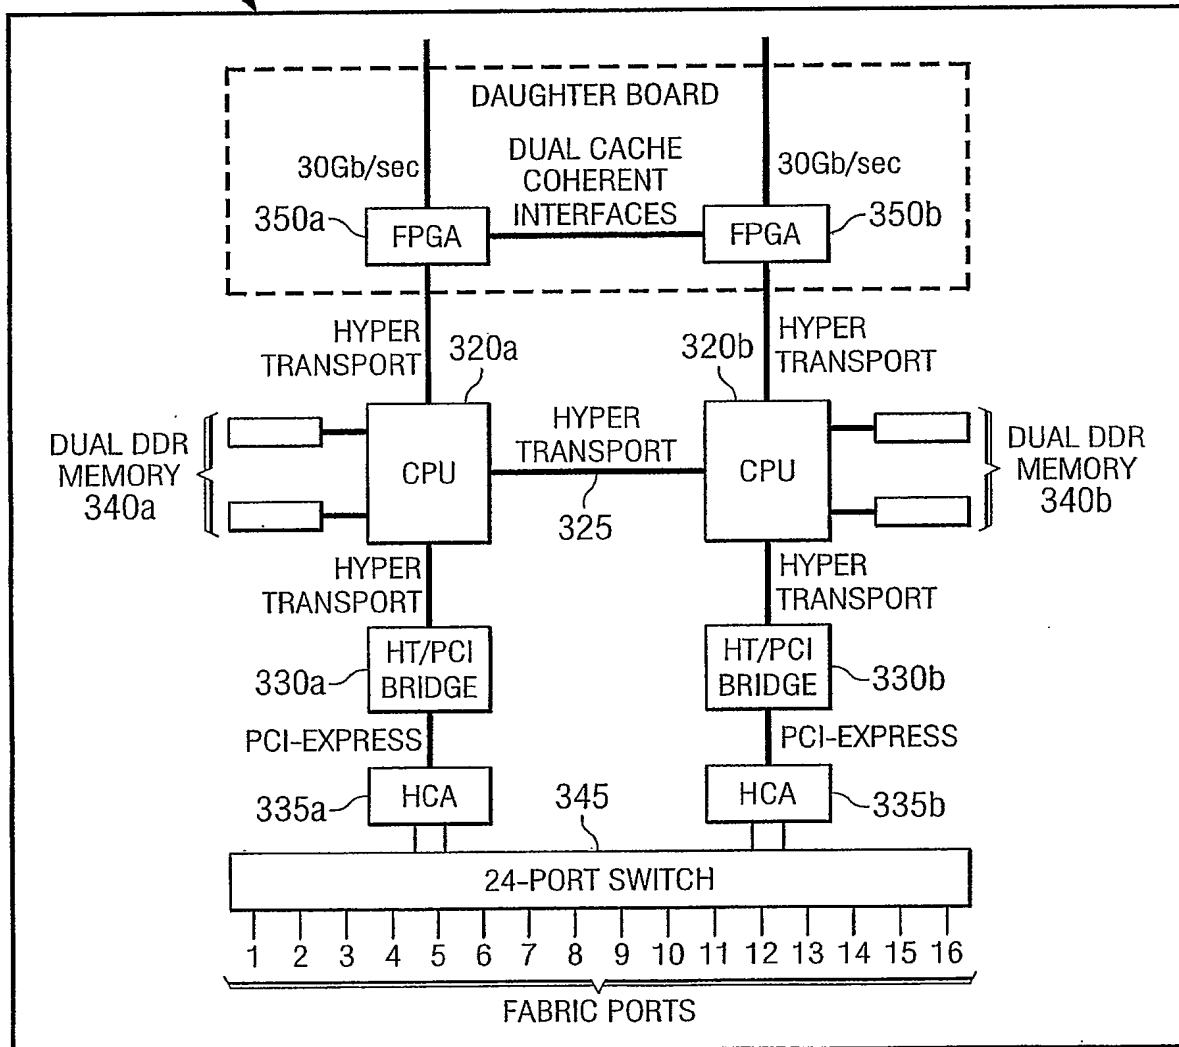 DAUGHTER BOARD
30Gb/sec
DUAL CACHE
COHERENT
INTERFACES
30Gb/sec
350a
FPGA
FPGA
350b
HYPER
TRANSPORT
320a
320b
HYPER
TRANSPORT
DUAL DDR
MEMORY
340a
CPU
HYPER
TRANSPORT
325
CPU
DUAL DDR
MEMORY
340b
HYPER
TRANSPORT
HYPER
TRANSPORT
330a
HT/PCI
BRIDGE
HT/PCI
BRIDGE
330b
PCI-EXPRESS
PCI-EXPRESS
335a
HCA
345
HCA
335b
24-PORT SWITCH
1 2 3 4 5 6 7 8 9 10 11 12 13 14 15 16
FABRIC PORTS